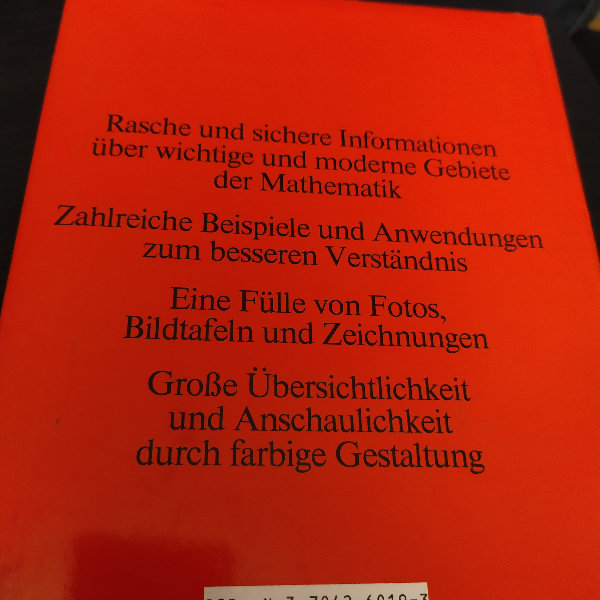 Rasche und sichere Informationen
über wichtige und moderne Gebiete
der Mathematik
Zahlreiche Beispiele und Anwendungen
zum besseren Verständnis
Eine Fülle von Fotos,
Bildtafeln und Zeichnungen
Große Übersichtlichkeit
und Anschaulichkeit
durch farbige Gestaltung